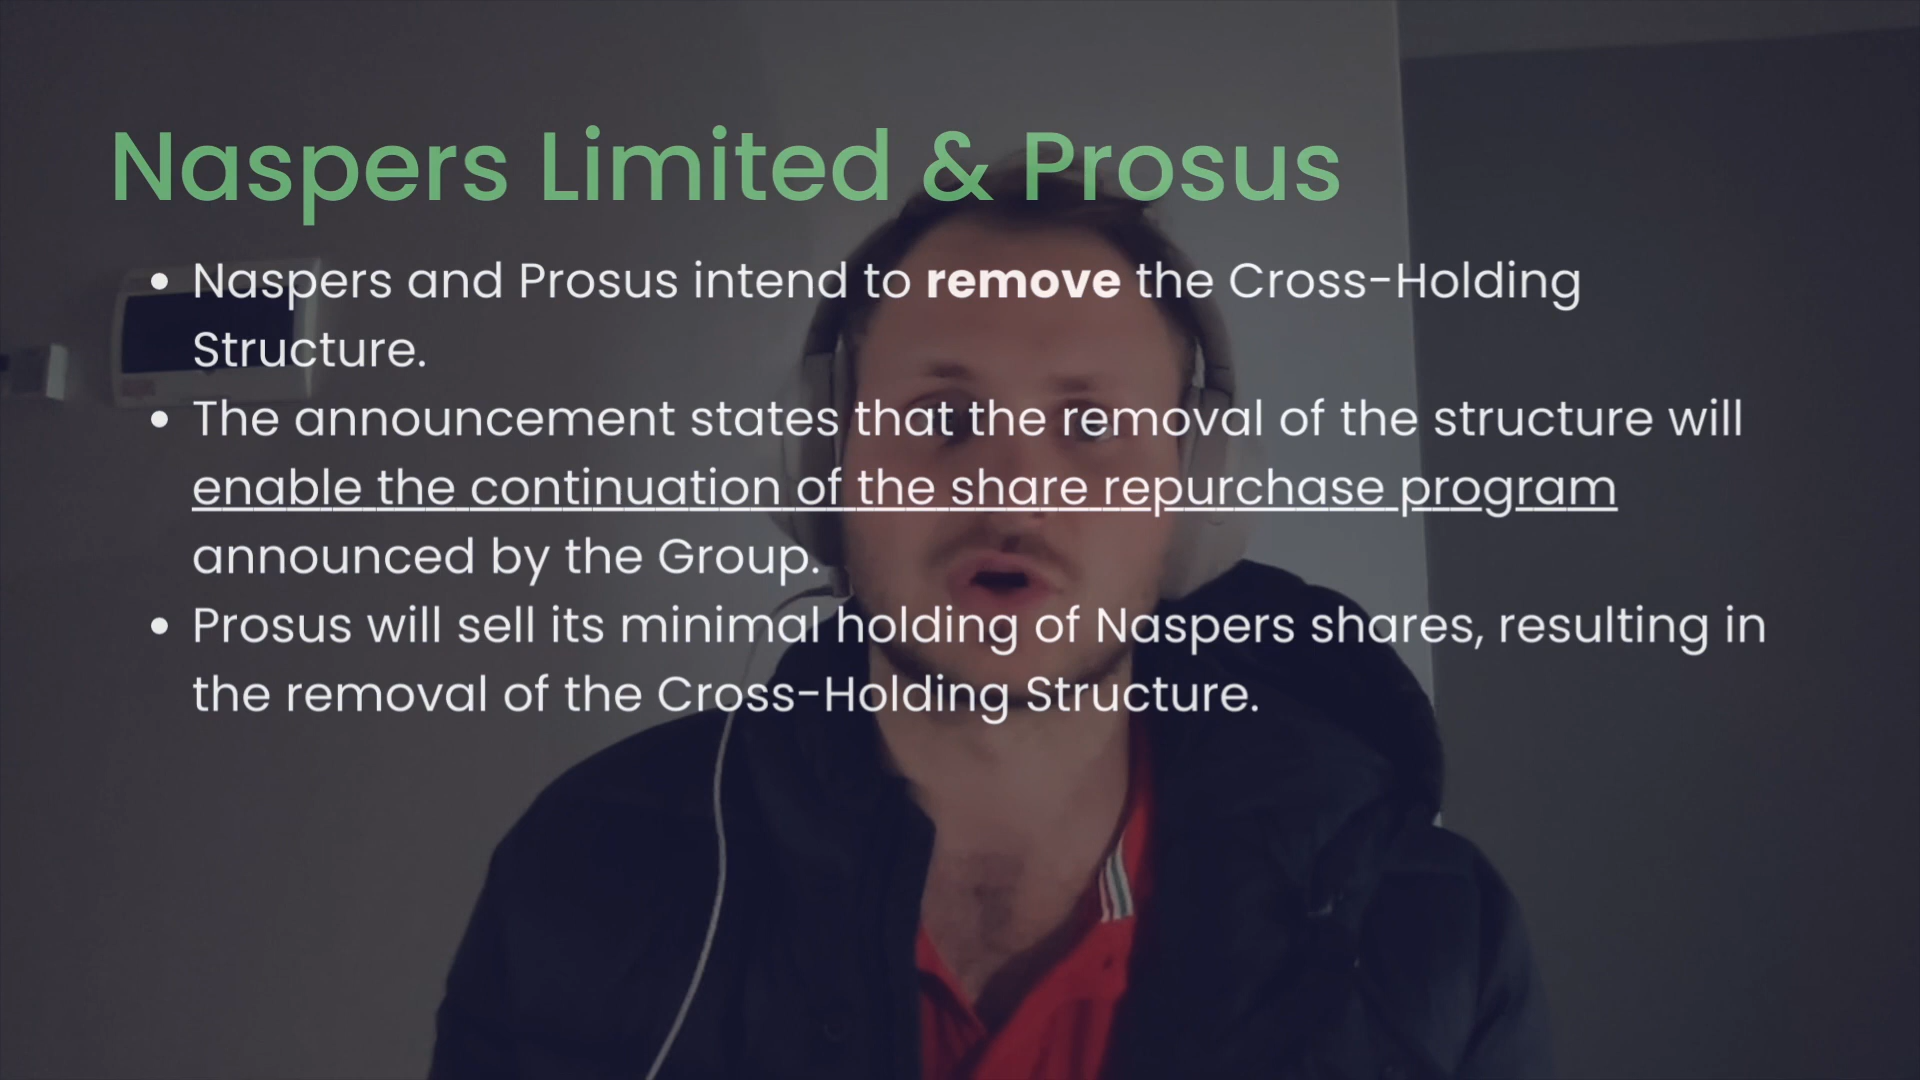 Naspers Limited & Prosus
• Naspers and Prosus intend to remove the Cross-Holding
Structure.
• The announcement states that the removal of the structure will
enable the continuation of the share repurchase program
announced by the Group.
• Prosus will sell its minimal holding of Naspers shares, resulting in
the removal of the Cross-Holding Structure.